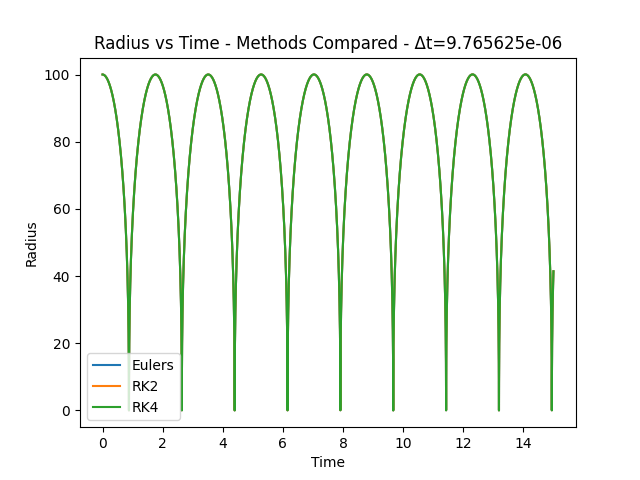 Radius vs Time - Methods Compared - Δt=9.765625e-06
100
80
60
40
20
0
Radius
Eulers
RK2
RK4
0 2 4 6 8 10 12 14
Time